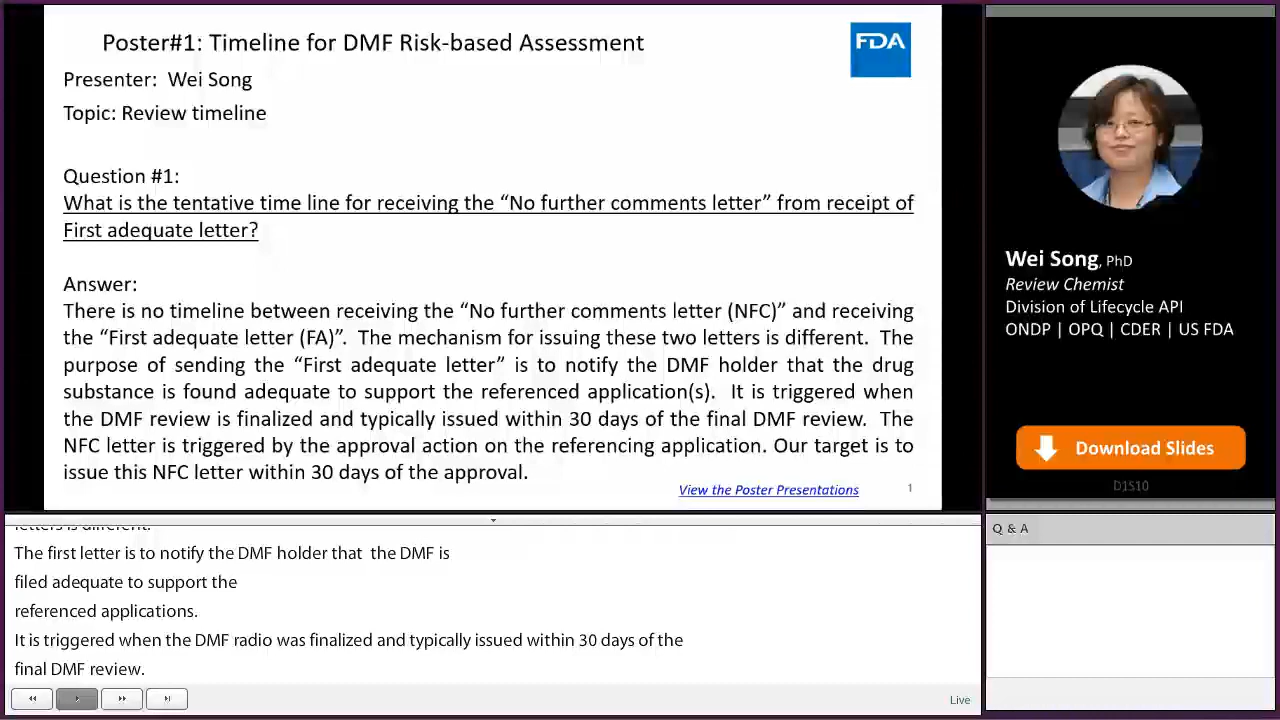 Poster#1: Timeline for DMF Risk-based Assessment
FDA
Presenter:  Wei Song
Topic: Review timeline
Question #1:
What is the tentative time line for receiving the “No further comments letter” from receipt of
First adequate letter?
Answer:
There is no timeline between receiving the “No further comments letter (NFC)” and receiving
the “First adequate letter (FA)”.  The mechanism for issuing these two letters is different.  The
purpose of sending the “First adequate letter” is to notify the DMF holder that the drug
substance is found adequate to support the referenced application(s).  It is triggered when
the DMF review is finalized and typically issued within 30 days of the final DMF review.  The
NFC letter is triggered by the approval action on the referencing application. Our target is to
issue this NFC letter within 30 days of the approval.
View the Poster Presentations
1
Wei Song, PhD
Review Chemist
Division of Lifecycle API
ONDP | OPQ | CDER | US FDA
Download Slides
D1S10
letters is different.
The first letter is to notify the DMF holder that  the DMF is
filed adequate to support the
referenced applications.
It is triggered when the DMF radio was finalized and typically issued within 30 days of the
final DMF review.
Live
Q & A